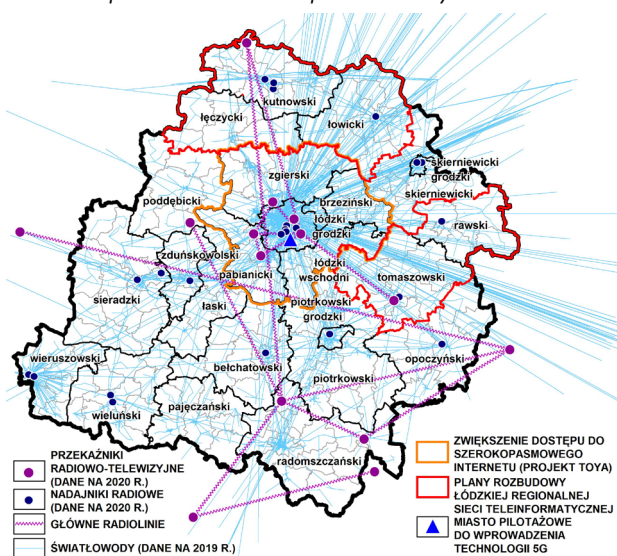 kutnowski
łęczycki
łowicki
skierniewicki
grodzki
zgierski
skierniewicki
brzeziński
poddębicki
łódzki
grodzki
rawski
zduńskowolski
łódzki
pabianicki
wschodni
tomaszowski
sieradzki
łaski
piotrkowski
grodzki
wieruszowski
bełchatowski
opoczyński
piotrkowski
wieluński
pajęczański
radomszczański
PRZEKAŹNIKI
RADIOWO-TELEWIZYJNE
(DANE NA 2020 R.)
NADAJNIKI RADIOWE
(DANE NA 2020 R.)
GŁÓWNE RADIOLINIE
ŚWIATŁOWODY (DANE NA 2019 R.)
ZWIĘKSZENIE DOSTĘPU DO
SZEROKOPASMOWEGO
INTERNETU (PROJEKT TOYA)
PLANY ROZBUDOWY
ŁÓDZKIEJ REGIONALNEJ
SIECI TELEINFORMATYCZNEJ
MIASTO PILOTAŻOWE
DO WPROWADZENIA
TECHNOLOGII 5G